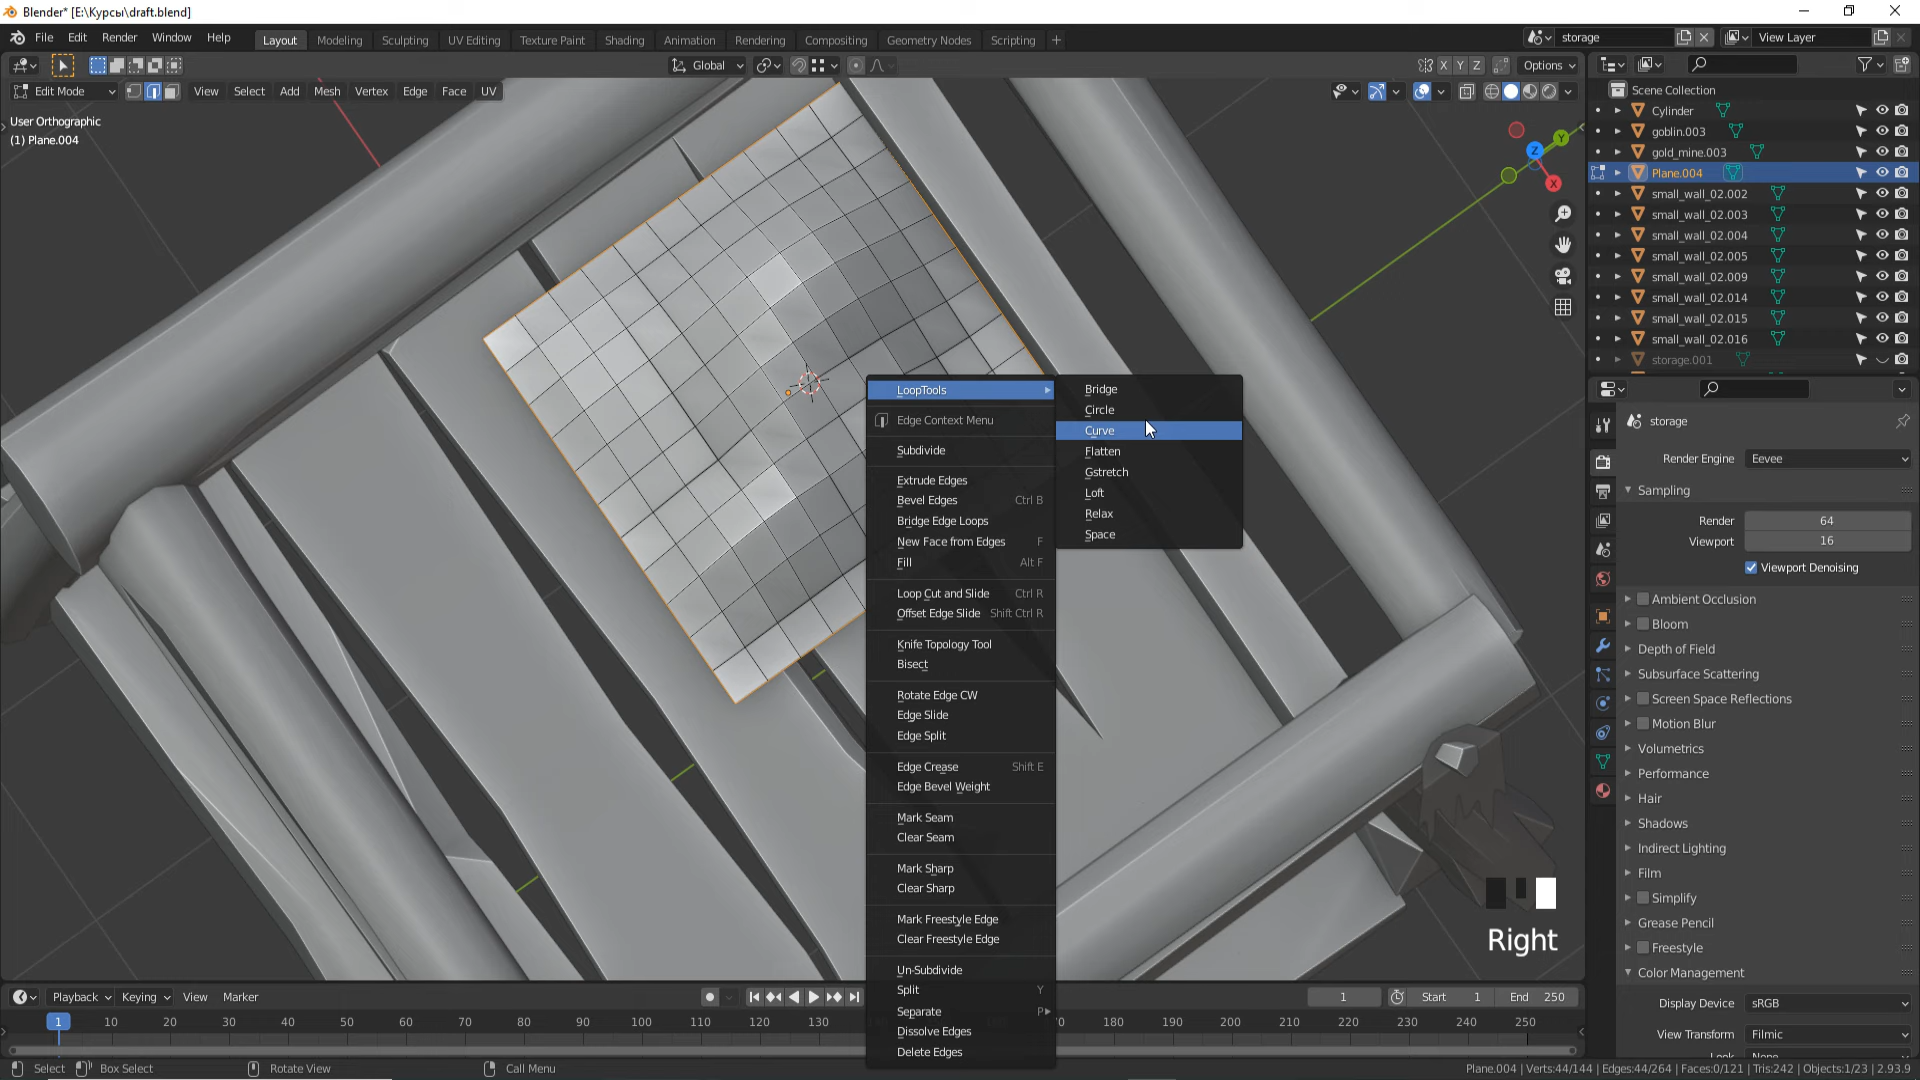 Blender* [E:\Курсы\draft.blend]
File Edit Render Window Help
Layout Modeling Sculpting UV Editing Texture Paint Shading Animation Rendering Compositing Geometry Nodes Scripting +
storage
View Layer
Global
X Y Z
Options
Edit Mode View Select Add Mesh Vertex Edge Face UV
User Orthographic
(1) Plane.004
Y
Z
X
Scene Collection
Cylinder
goblin.003
gold_mine.003
Plane.004
small_wall_02.002
small_wall_02.003
small_wall_02.004
small_wall_02.005
small_wall_02.009
small_wall_02.014
small_wall_02.015
small_wall_02.016
storage.001
LoopTools
Edge Context Menu
Subdivide
Extrude Edges
Bevel Edges Ctrl B
Bridge Edge Loops
New Face from Edges F
Fill Alt F
Loop Cut and Slide Ctrl R
Offset Edge Slide Shift Ctrl R
Knife Topology Tool
Bisect
Rotate Edge CW
Edge Slide
Edge Split
Edge Crease Shift E
Edge Bevel Weight
Mark Seam
Clear Seam
Mark Sharp
Clear Sharp
Mark Freestyle Edge
Clear Freestyle Edge
Un-Subdivide
Split Y
Separate P
Dissolve Edges
Delete Edges
Bridge
Circle
Curve
Flatten
Gstretch
Loft
Relax
Space
storage
Render Engine Eevee
Sampling
Render 64
Viewport 16
Viewport Denoising
Ambient Occlusion
Bloom
Depth of Field
Subsurface Scattering
Screen Space Reflections
Motion Blur
Volumetrics
Performance
Hair
Shadows
Indirect Lighting
Film
Simplify
Grease Pencil
Freestyle
Color Management
Display Device sRGB
View Transform Filmic
Right
Playback Keying View Marker
1
Start 1
End 250
1 10 20 30 40 50 60 70 80 90 100 110 120 130 180 190 200 210 220 230 240 250
Select Box Select Rotate View Call Menu
Plane.004 | Verts:44/144 | Edges:44/264 | Faces:0/121 | Tris:242 | Objects:1/23 | 2.93.9